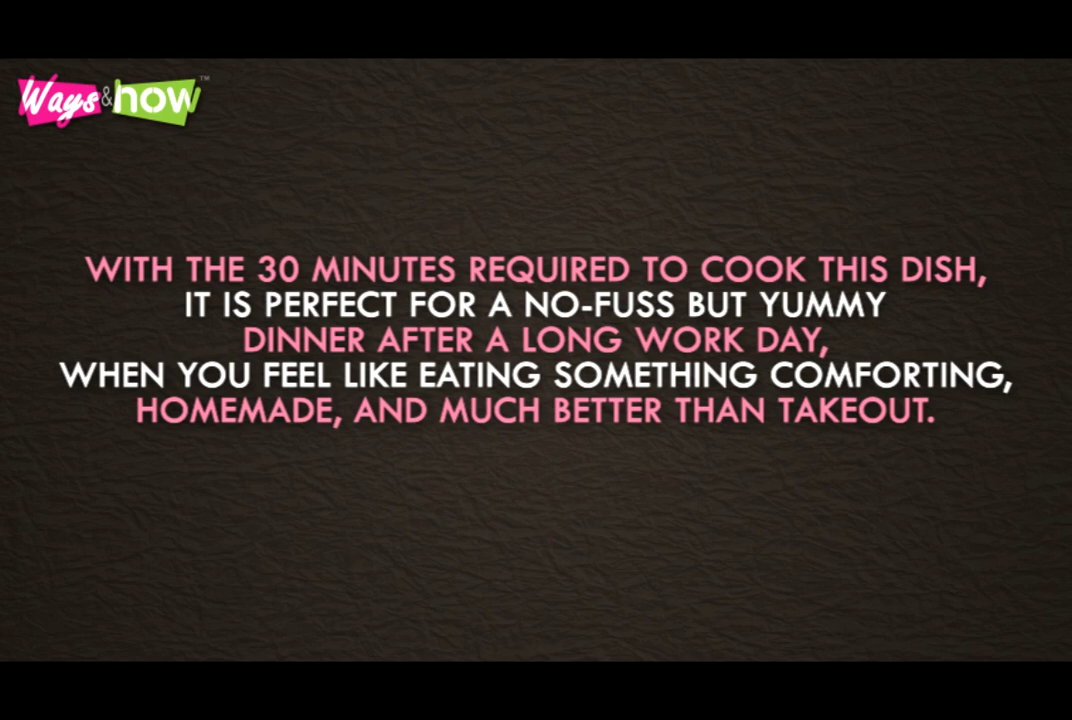 Ways&how™
WITH THE 30 MINUTES REQUIRED TO COOK THIS DISH,
IT IS PERFECT FOR A NO-FUSS BUT YUMMY
DINNER AFTER A LONG WORK DAY,
WHEN YOU FEEL LIKE EATING SOMETHING COMFORTING,
HOMEMADE, AND MUCH BETTER THAN TAKEOUT.